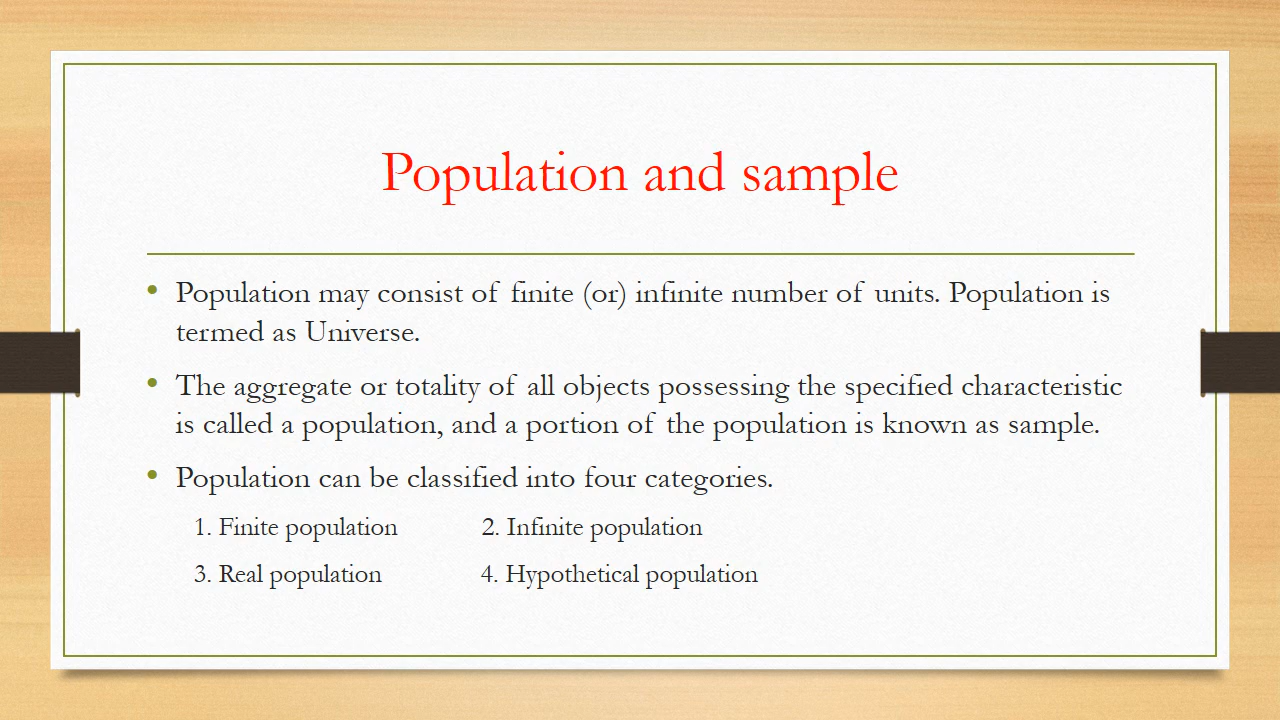 Population and sample
• Population may consist of finite (or) infinite number of units. Population is
termed as Universe.
• The aggregate or totality of all objects possessing the specified characteristic
is called a population, and a portion of the population is known as sample.
• Population can be classified into four categories.
1. Finite population 2. Infinite population
3. Real population 4. Hypothetical population